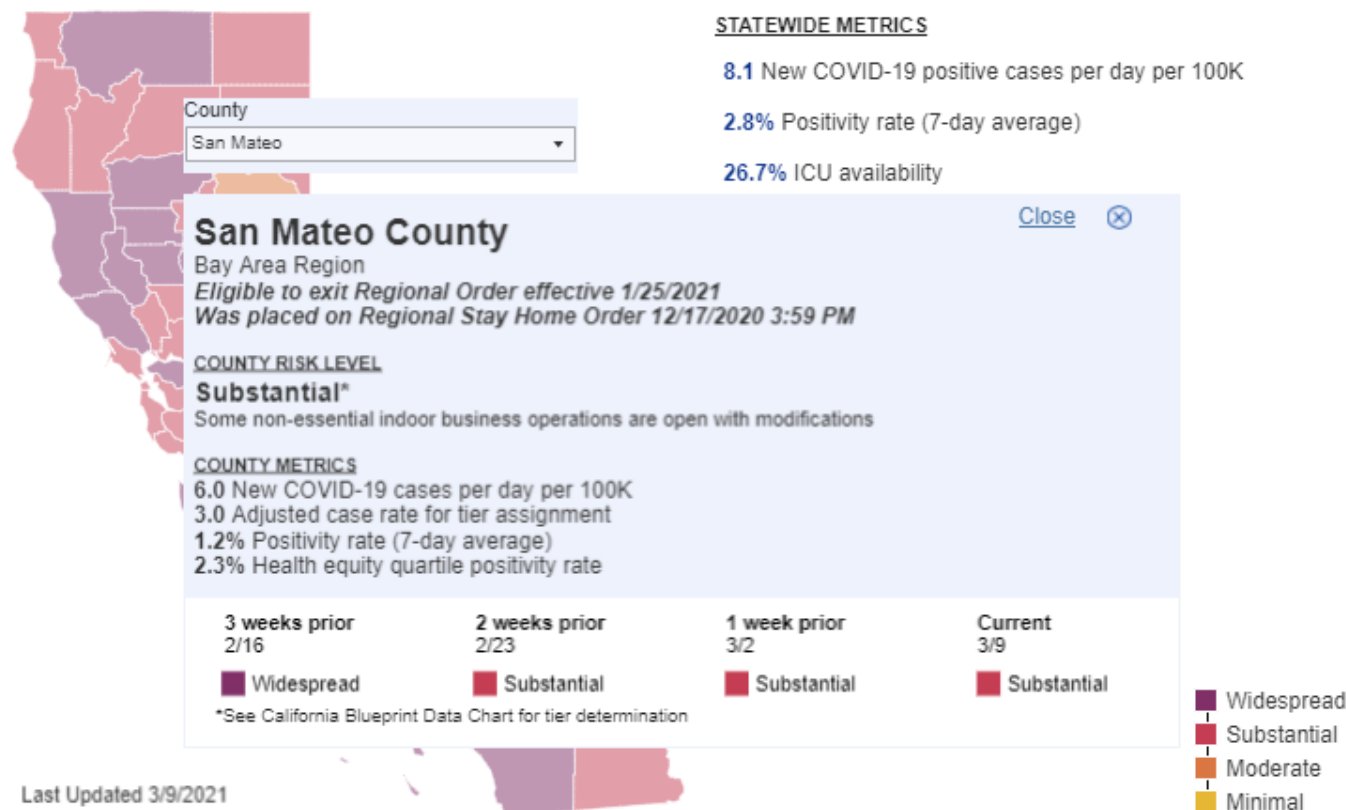 STATEWIDE METRICS
8.1 New COVID-19 positive cases per day per 100K
2.8% Positivity rate (7-day average)
26.7% ICU availability
County
San Mateo
Close
San Mateo County
Bay Area Region
Eligible to exit Regional Order effective 1/25/2021
Was placed on Regional Stay Home Order 12/17/2020 3:59 PM
COUNTY RISK LEVEL
Substantial*
Some non-essential indoor business operations are open with modifications
COUNTY METRICS
6.0 New COVID-19 cases per day per 100K
3.0 Adjusted case rate for tier assignment
1.2% Positivity rate (7-day average)
2.3% Health equity quartile positivity rate
3 weeks prior 2 weeks prior 1 week prior Current
2/16 2/23 3/2 3/9
Widespread Substantial Substantial Substantial
*See California Blueprint Data Chart for tier determination
Widespread
Substantial
Moderate
Minimal
Last Updated 3/9/2021